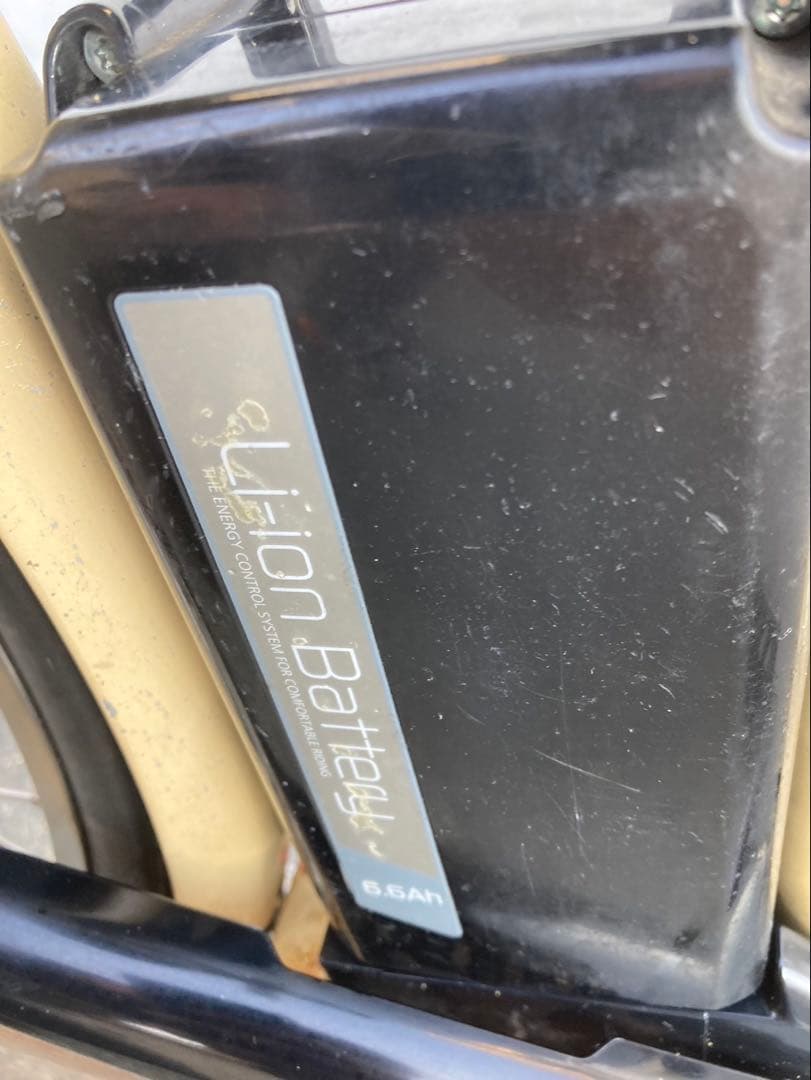 Li-ion Battery
THE ENERGY CONTROL SYSTEM FOR COMFORTABLE RIDING
6.6Ah